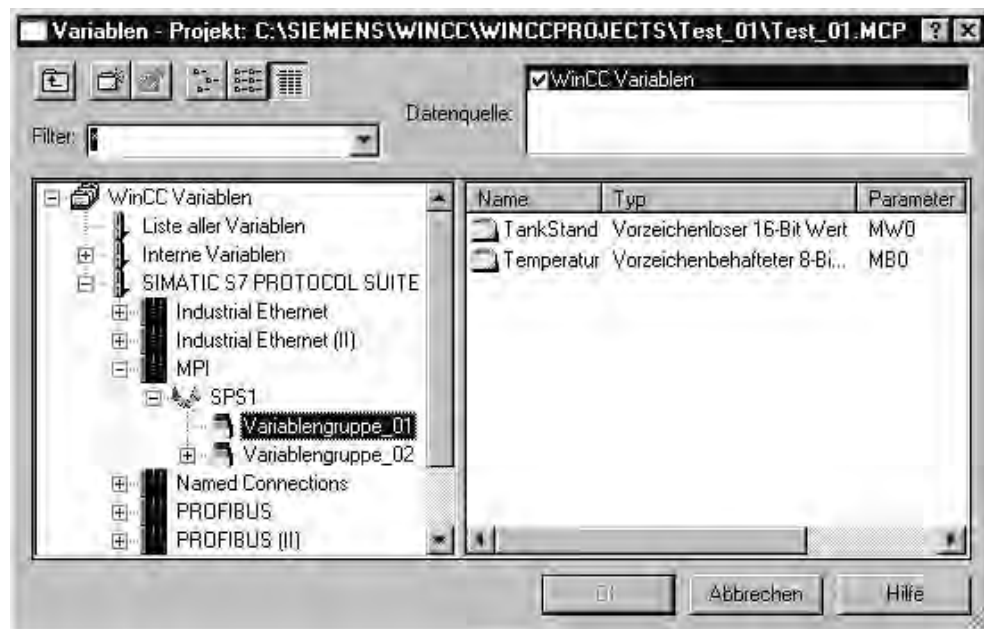 Variablen - Projekt: C:\SIEMENS\WINCC\WINCCPROJECTS\Test_01\Test_01.MCP
Datenquelle:
WinCC Variablen
Filter:
*
WinCC Variablen
Liste aller Variablen
Interne Variablen
SIMATIC S7 PROTOCOL SUITE
Industrial Ethernet
Industrial Ethernet (II)
MPI
SPS1
Variablengruppe_01
Variablengruppe_02
Named Connections
PROFIBUS
PROFIBUS (II)
Name Typ Parameter
TankStand Vorzeichenloser 16-Bit Wert MW0
Temperatur Vorzeichenbehafteter 8-Bi... MB0
Abbrechen Hilfe